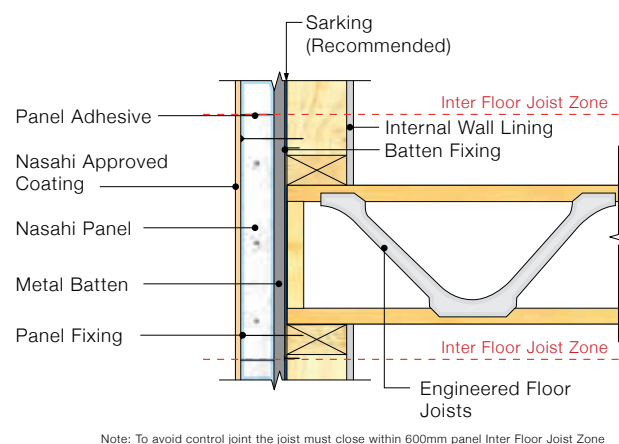 Sarking
(Recommended)
Inter Floor Joist Zone
Panel Adhesive
Internal Wall Lining
Batten Fixing
Nasahi Approved
Coating
Nasahi Panel
Metal Batten
Panel Fixing
Inter Floor Joist Zone
Engineered Floor
Joists
Note: To avoid control joint the joist must close within 600mm panel Inter Floor Joist Zone